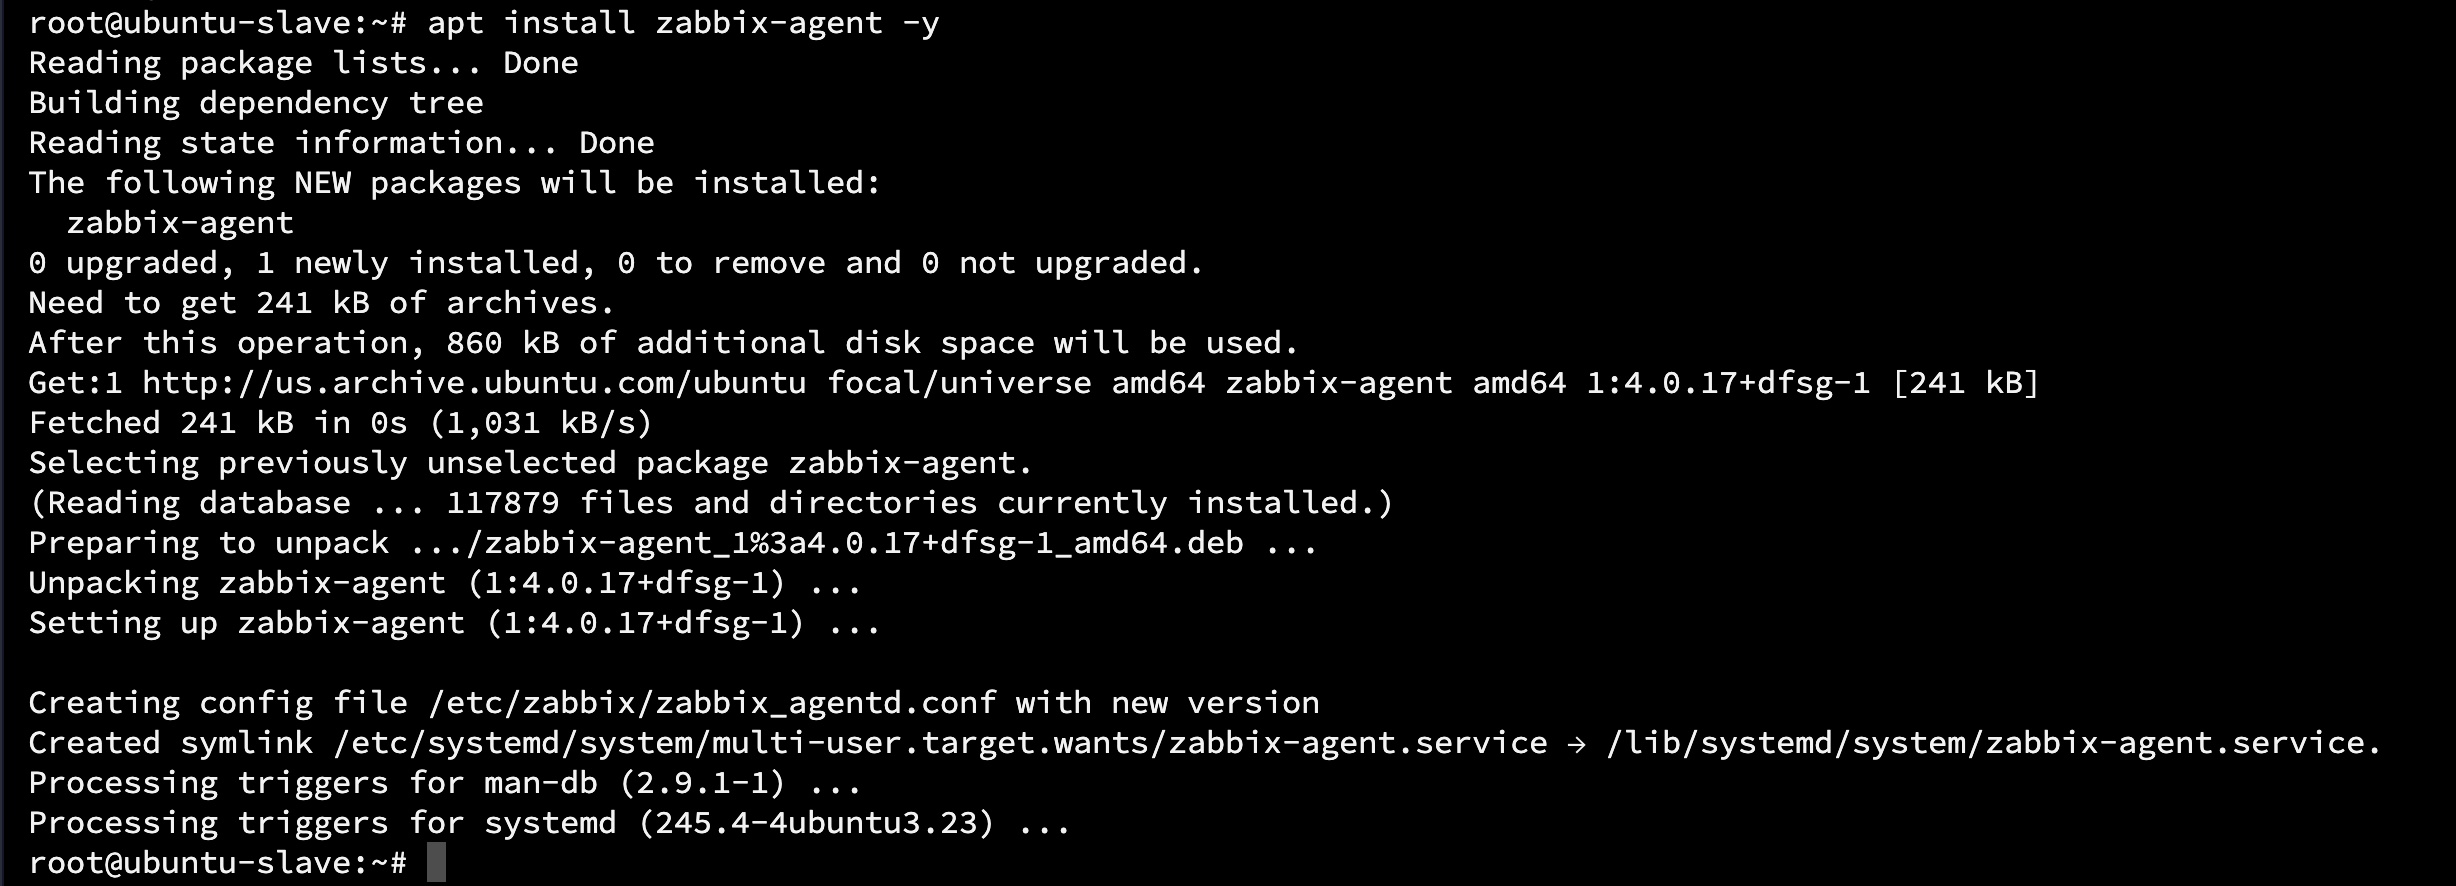 root@ubuntu-slave:~# apt install zabbix-agent -y
Reading package lists... Done
Building dependency tree
Reading state information... Done
The following NEW packages will be installed:
  zabbix-agent
0 upgraded, 1 newly installed, 0 to remove and 0 not upgraded.
Need to get 241 kB of archives.
After this operation, 860 kB of additional disk space will be used.
Get:1 http://us.archive.ubuntu.com/ubuntu focal/universe amd64 zabbix-agent amd64 1:4.0.17+dfsg-1 [241 kB]
Fetched 241 kB in 0s (1,031 kB/s)
Selecting previously unselected package zabbix-agent.
(Reading database ... 117879 files and directories currently installed.)
Preparing to unpack .../zabbix-agent_1%3a4.0.17+dfsg-1_amd64.deb ...
Unpacking zabbix-agent (1:4.0.17+dfsg-1) ...
Setting up zabbix-agent (1:4.0.17+dfsg-1) ...

Creating config file /etc/zabbix/zabbix_agentd.conf with new version
Created symlink /etc/systemd/system/multi-user.target.wants/zabbix-agent.service → /lib/systemd/system/zabbix-agent.service.
Processing triggers for man-db (2.9.1-1) ...
Processing triggers for systemd (245.4-4ubuntu3.23) ...
root@ubuntu-slave:~#